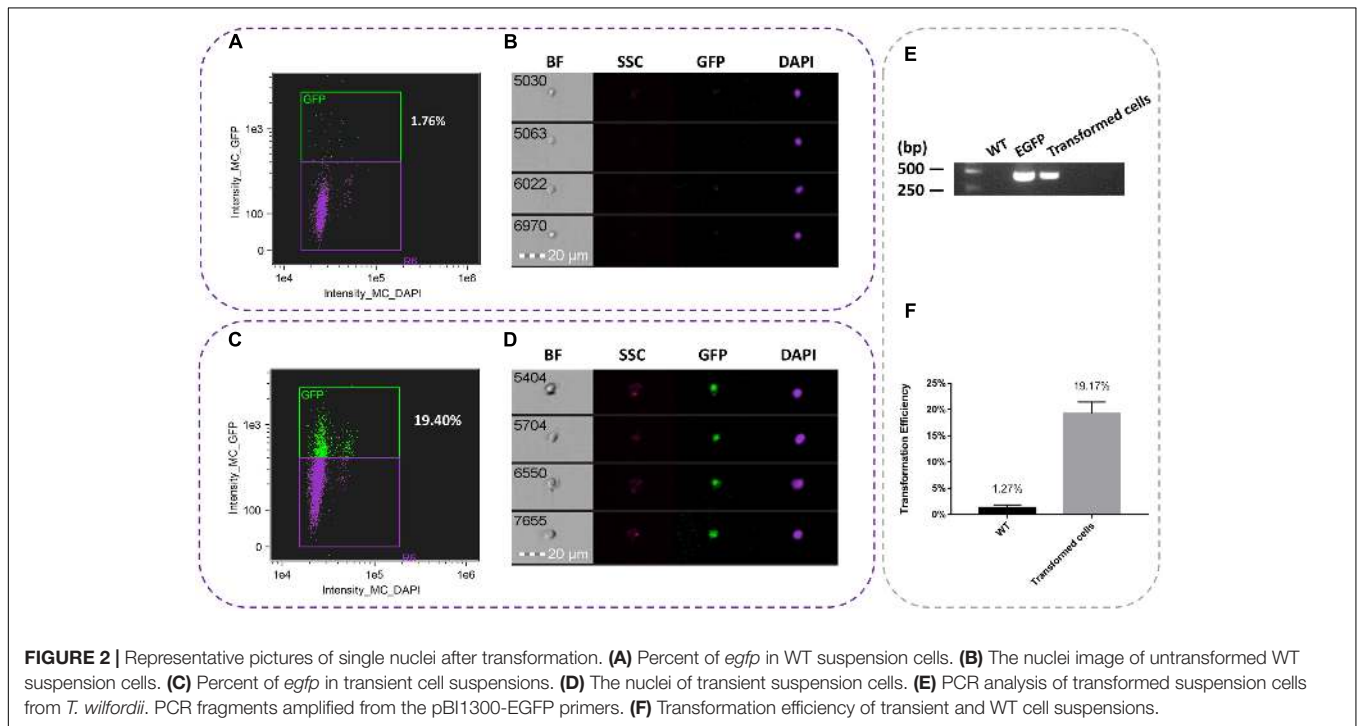 A
GFP
1.76%
1e3
100
0
R6
1e4
1e5
1e6
Intensity_MC_GFP
Intensity_MC_DAPI
B
BF SSC GFP DAPI
5030
5063
6022
6970
20 µm
C
GFP
19.40%
1e3
100
0
R6
1e4
1e5
1e6
Intensity_MC_GFP
Intensity_MC_DAPI
D
BF SSC GFP DAPI
5404
5704
6550
7655
20 µm
E
WT
EGFP
Transformed cells
(bp)
500
250
F
Transformation Efficiency
25%
20%
15%
10%
5%
0%
1.27%
19.17%
WT
Transformed cells
FIGURE 2 | Representative pictures of single nuclei after transformation. (A) Percent of egfp in WT suspension cells. (B) The nuclei image of untransformed WT
suspension cells. (C) Percent of egfp in transient cell suspensions. (D) The nuclei of transient suspension cells. (E) PCR analysis of transformed suspension cells
from T. wilfordii. PCR fragments amplified from the pBI1300-EGFP primers. (F) Transformation efficiency of transient and WT cell suspensions.